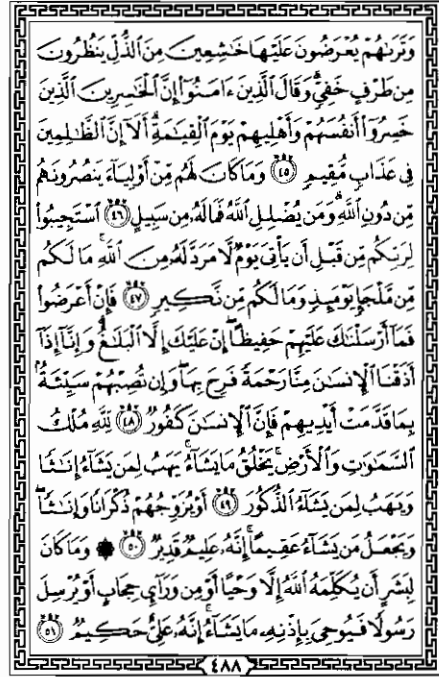 وَتَرَىٰهُمْ يُعْرَضُونَ عَلَيْهَا خَٰشِعِينَ مِنَ ٱلذُّلِّ يَنظُرُونَ
مِن طَرْفٍ خَفِىٍّ ۗ وَقَالَ ٱلَّذِينَ ءَامَنُوٓا۟ إِنَّ ٱلْخَٰسِرِينَ ٱلَّذِينَ
خَسِرُوٓا۟ أَنفُسَهُمْ وَأَهْلِيهِمْ يَوْمَ ٱلْقِيَٰمَةِ ۗ أَلَآ إِنَّ ٱلظَّٰلِمِينَ
فِى عَذَابٍ مُّقِيمٍ ٤٥ وَمَا كَانَ لَهُم مِّنْ أَوْلِيَآءَ يَنصُرُونَهُم
مِّن دُونِ ٱللَّهِ ۗ وَمَن يُضْلِلِ ٱللَّهُ فَمَا لَهُۥ مِن سَبِيلٍ ٤٦ ٱسْتَجِيبُوا۟
لِرَبِّكُم مِّن قَبْلِ أَن يَأْتِىَ يَوْمٌ لَّا مَرَدَّ لَهُۥ مِنَ ٱللَّهِ ۚ مَا لَكُم
مِّن مَّلْجَإٍ يَوْمَئِذٍ وَمَا لَكُم مِّن نَّكِيرٍ ٤٧ فَإِنْ أَعْرَضُوا۟
فَمَآ أَرْسَلْنَٰكَ عَلَيْهِمْ حَفِيظًا ۖ إِنْ عَلَيْكَ إِلَّا ٱلْبَلَٰغُ ۗ وَإِنَّآ إِذَآ
أَذَقْنَا ٱلْإِنسَٰنَ مِنَّا رَحْمَةً فَرِحَ بِهَا ۖ وَإِن تُصِبْهُمْ سَيِّئَةٌۢ
بِمَا قَدَّمَتْ أَيْدِيهِمْ فَإِنَّ ٱلْإِنسَٰنَ كَفُورٌ ٤٨ لِّلَّهِ مُلْكُ
ٱلسَّمَٰوَٰتِ وَٱلْأَرْضِ ۚ يَخْلُقُ مَا يَشَآءُ ۚ يَهَبُ لِمَن يَشَآءُ إِنَٰثًا
وَيَهَبُ لِمَن يَشَآءُ ٱلذُّكُورَ ٤٩ أَوْ يُزَوِّجُهُمْ ذُكْرَانًا وَإِنَٰثًا ۖ
وَيَجْعَلُ مَن يَشَآءُ عَقِيمًا ۚ إِنَّهُۥ عَلِيمٌ قَدِيرٌ ٥٠ ۞ وَمَا كَانَ
لِبَشَرٍ أَن يُكَلِّمَهُ ٱللَّهُ إِلَّا وَحْيًا أَوْ مِن وَرَآئِ حِجَابٍ أَوْ يُرْسِلَ
رَسُولًا فَيُوحِىَ بِإِذْنِهِۦ مَا يَشَآءُ ۚ إِنَّهُۥ عَلِىٌّ حَكِيمٌ ٥١
٤٨٨